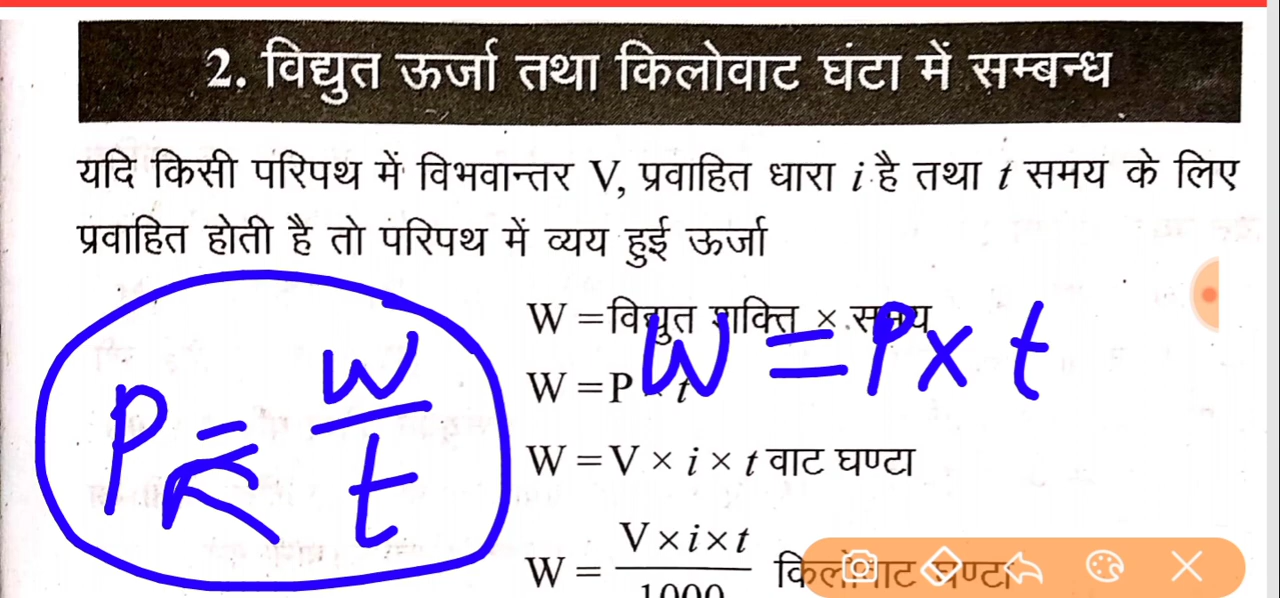 2. विद्युत ऊर्जा तथा किलोवाट घंटा में सम्बन्ध
यदि किसी परिपथ में विभवान्तर V, प्रवाहित धारा i है तथा t समय के लिए
प्रवाहित होती है तो परिपथ में व्यय हुई ऊर्जा
W = विद्युत शक्ति × समय
W = P × t
W = P × t
P = W/t
W = V × i × t वाट घण्टा
W = V × i × t / 1000 किलोवाट घण्टा